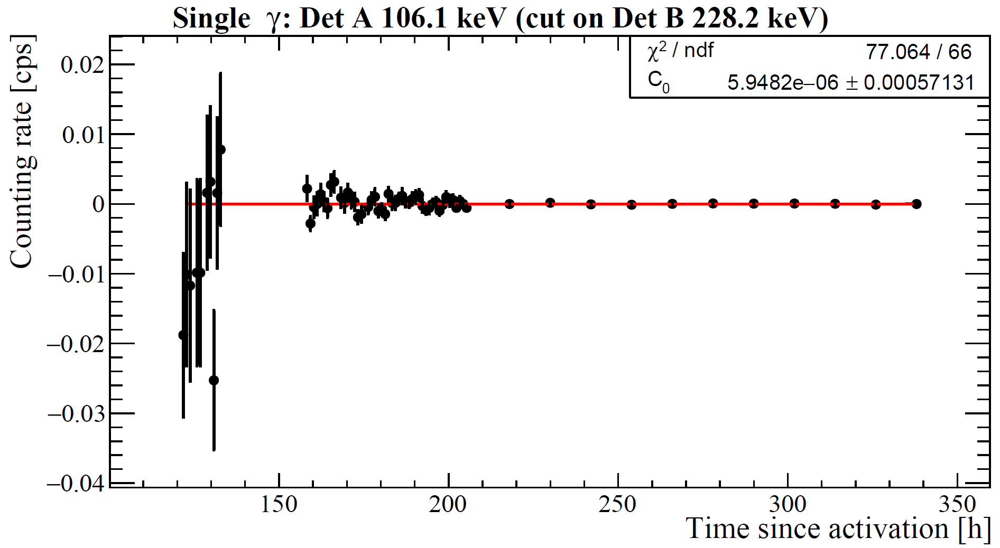 Single γ: Det A 106.1 keV (cut on Det B 228.2 keV)
χ² / ndf 77.064 / 66
C₀ 5.9482e−06 ± 0.00057131
Counting rate [cps]
0.02
0.01
0
−0.01
−0.02
−0.03
−0.04
150 200 250 300 350
Time since activation [h]